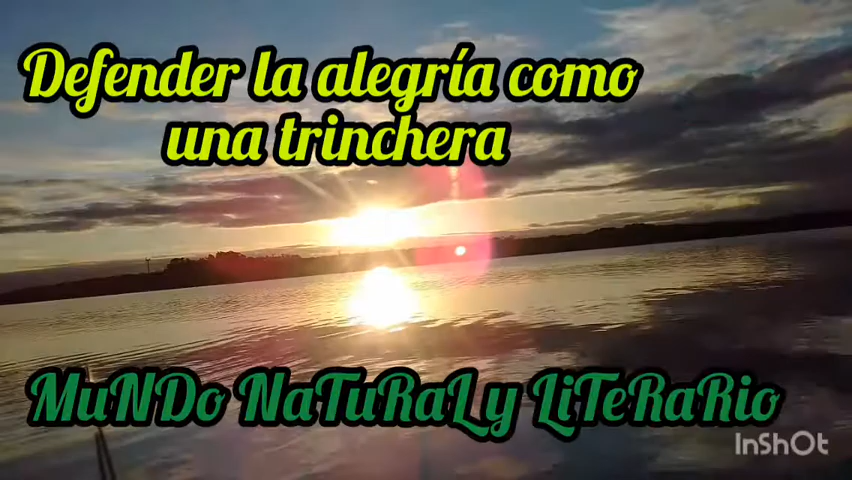 Defender la alegría como
una trinchera
MuNDo NaTuRaL y LiTeRaRio
InShOt